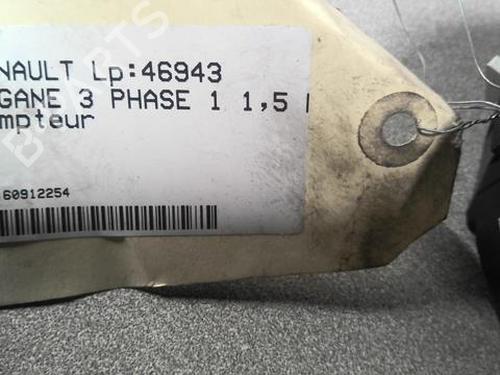 NAULT Lp:46943
GANE 3 PHASE 1 1,5
mpteur
60912254